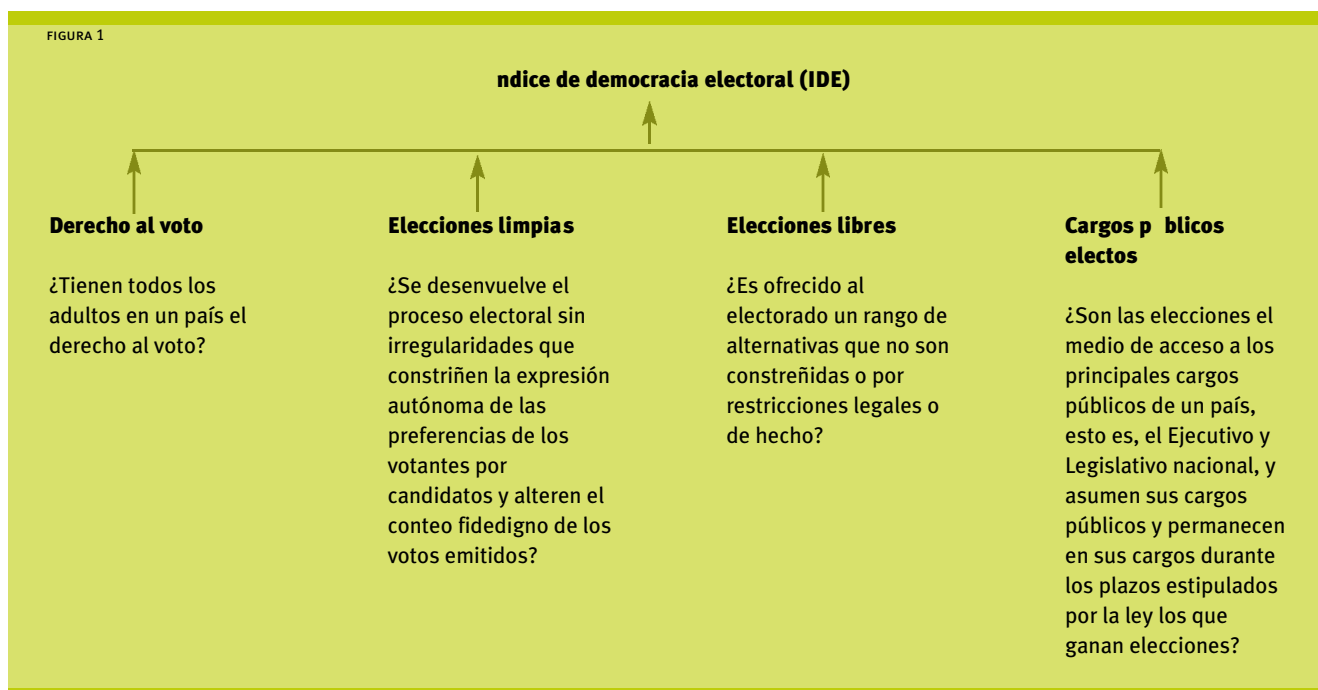 FIGURA 1
ndice de democracia electoral (IDE)
Derecho al voto
¿Tienen todos los
adultos en un país el
derecho al voto?
Elecciones limpias
¿Se desenvuelve el
proceso electoral sin
irregularidades que
constriñen la expresión
autónoma de las
preferencias de los
votantes por
candidatos y alteren el
conteo fidedigno de los
votos emitidos?
Elecciones libres
¿Es ofrecido al
electorado un rango de
alternativas que no son
constreñidas o por
restricciones legales o
de hecho?
Cargos p blicos
electos
¿Son las elecciones el
medio de acceso a los
principales cargos
públicos de un país,
esto es, el Ejecutivo y
Legislativo nacional, y
asumen sus cargos
públicos y permanecen
en sus cargos durante
los plazos estipulados
por la ley los que
ganan elecciones?